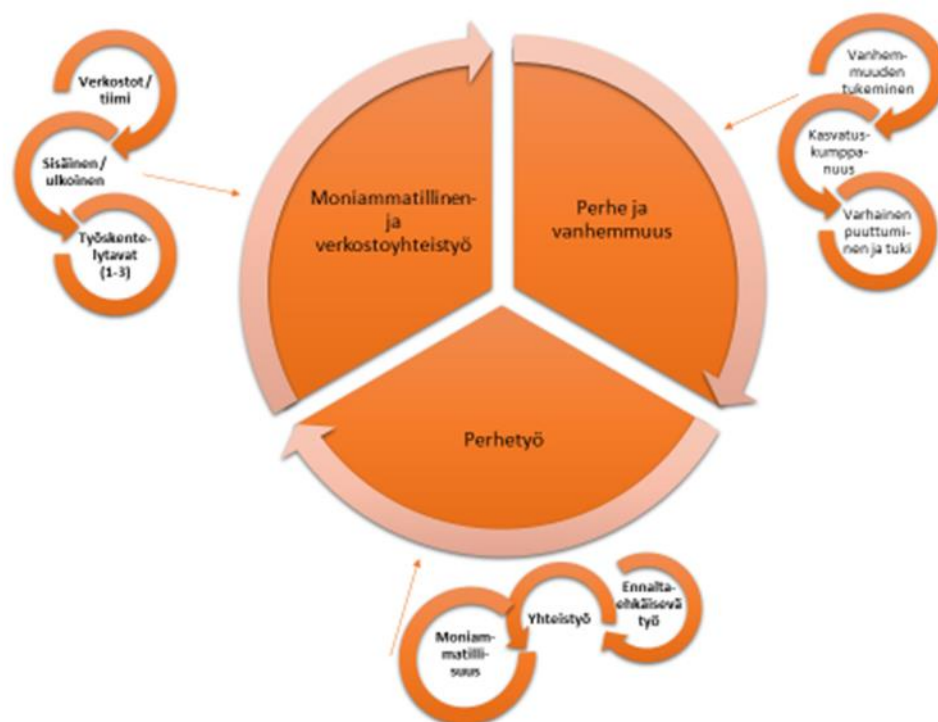 Verkostot/
tiimi
Sisäinen/
ulkoinen
Työskente-
lytavat
(1-3)
Moniammatillinen-
ja
verkostoyhteistyö
Perhe ja
vanhemmuus
Vanhem-
muuden
tukeminen
Kasvatus-
kumppa-
nuus
Varhainen
puuttumi-
nen ja tuki
Perhetyö
Moniam-
matilli-
suus
Yhteistyö
Ennalta-
ehkäisevä
työ